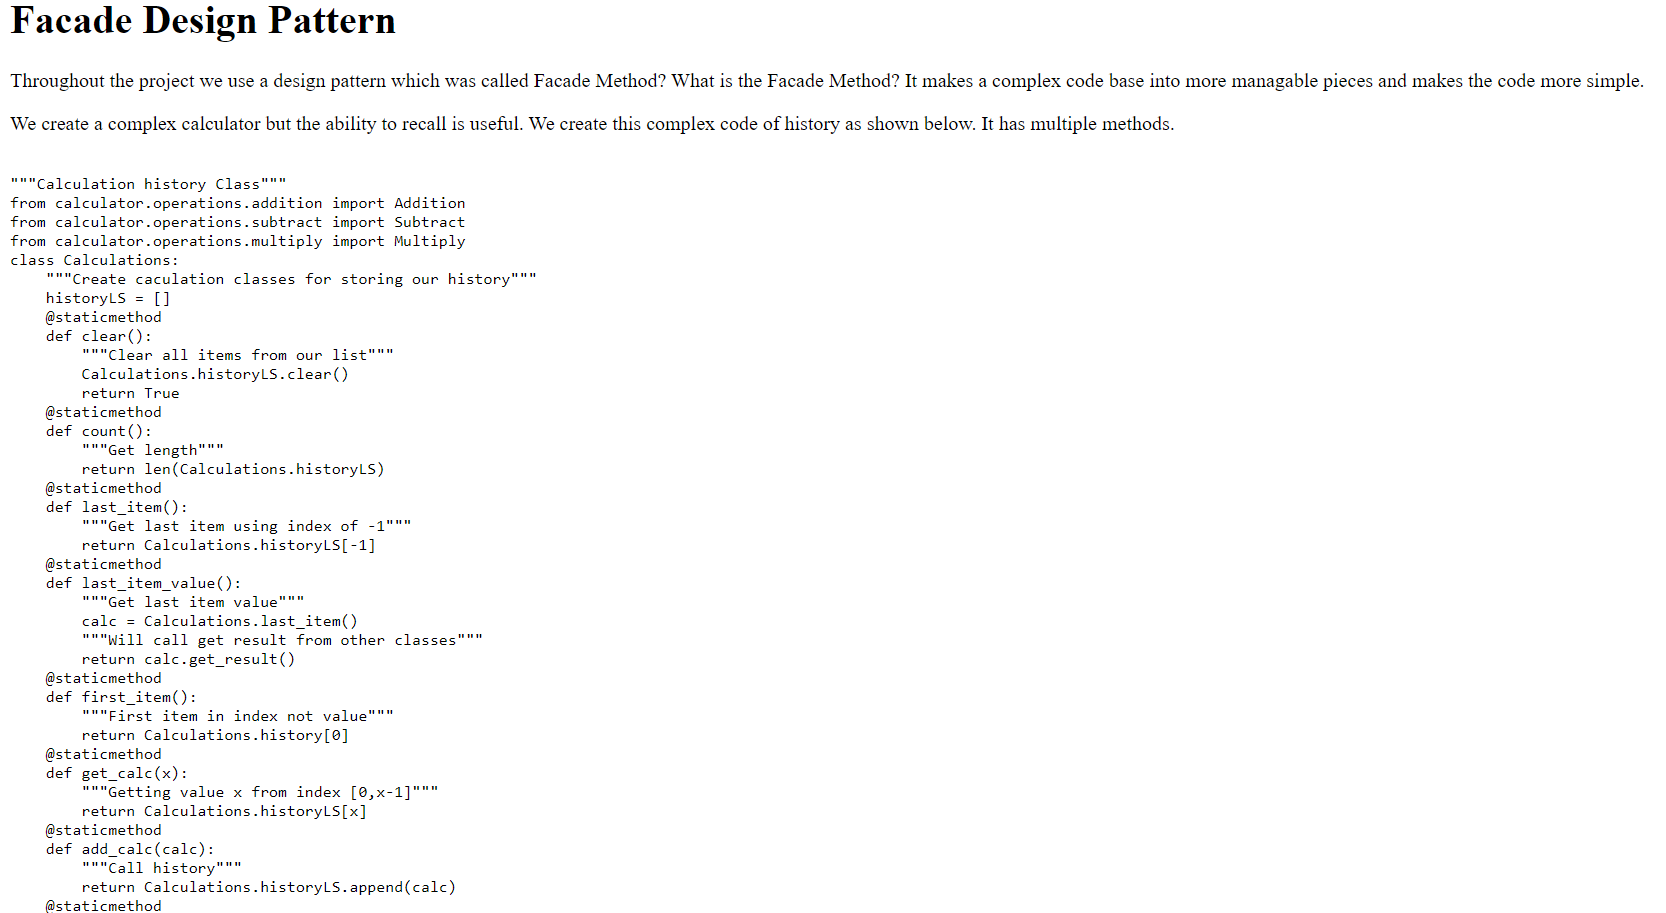 Facade Design Pattern
Throughout the project we use a design pattern which was called Facade Method? What is the Facade Method? It makes a complex code base into more managable pieces and makes the code more simple.
We create a complex calculator but the ability to recall is useful. We create this complex code of history as shown below. It has multiple methods.
"""Calculation history Class"""
from calculator.operations.addition import Addition
from calculator.operations.subtract import Subtract
from calculator.operations.multiply import Multiply
class Calculations:
    """Create caculation classes for storing our history"""
    historyLS = []
    @staticmethod
    def clear():
        """Clear all items from our list"""
        Calculations.historyLS.clear()
        return True
    @staticmethod
    def count():
        """Get length"""
        return len(Calculations.historyLS)
    @staticmethod
    def last_item():
        """Get last item using index of -1"""
        return Calculations.historyLS[-1]
    @staticmethod
    def last_item_value():
        """Get last item value"""
        calc = Calculations.last_item()
        """Will call get result from other classes"""
        return calc.get_result()
    @staticmethod
    def first_item():
        """First item in index not value"""
        return Calculations.history[0]
    @staticmethod
    def get_calc(x):
        """Getting value x from index [0,x-1]"""
        return Calculations.historyLS[x]
    @staticmethod
    def add_calc(calc):
        """Call history"""
        return Calculations.historyLS.append(calc)
    @staticmethod